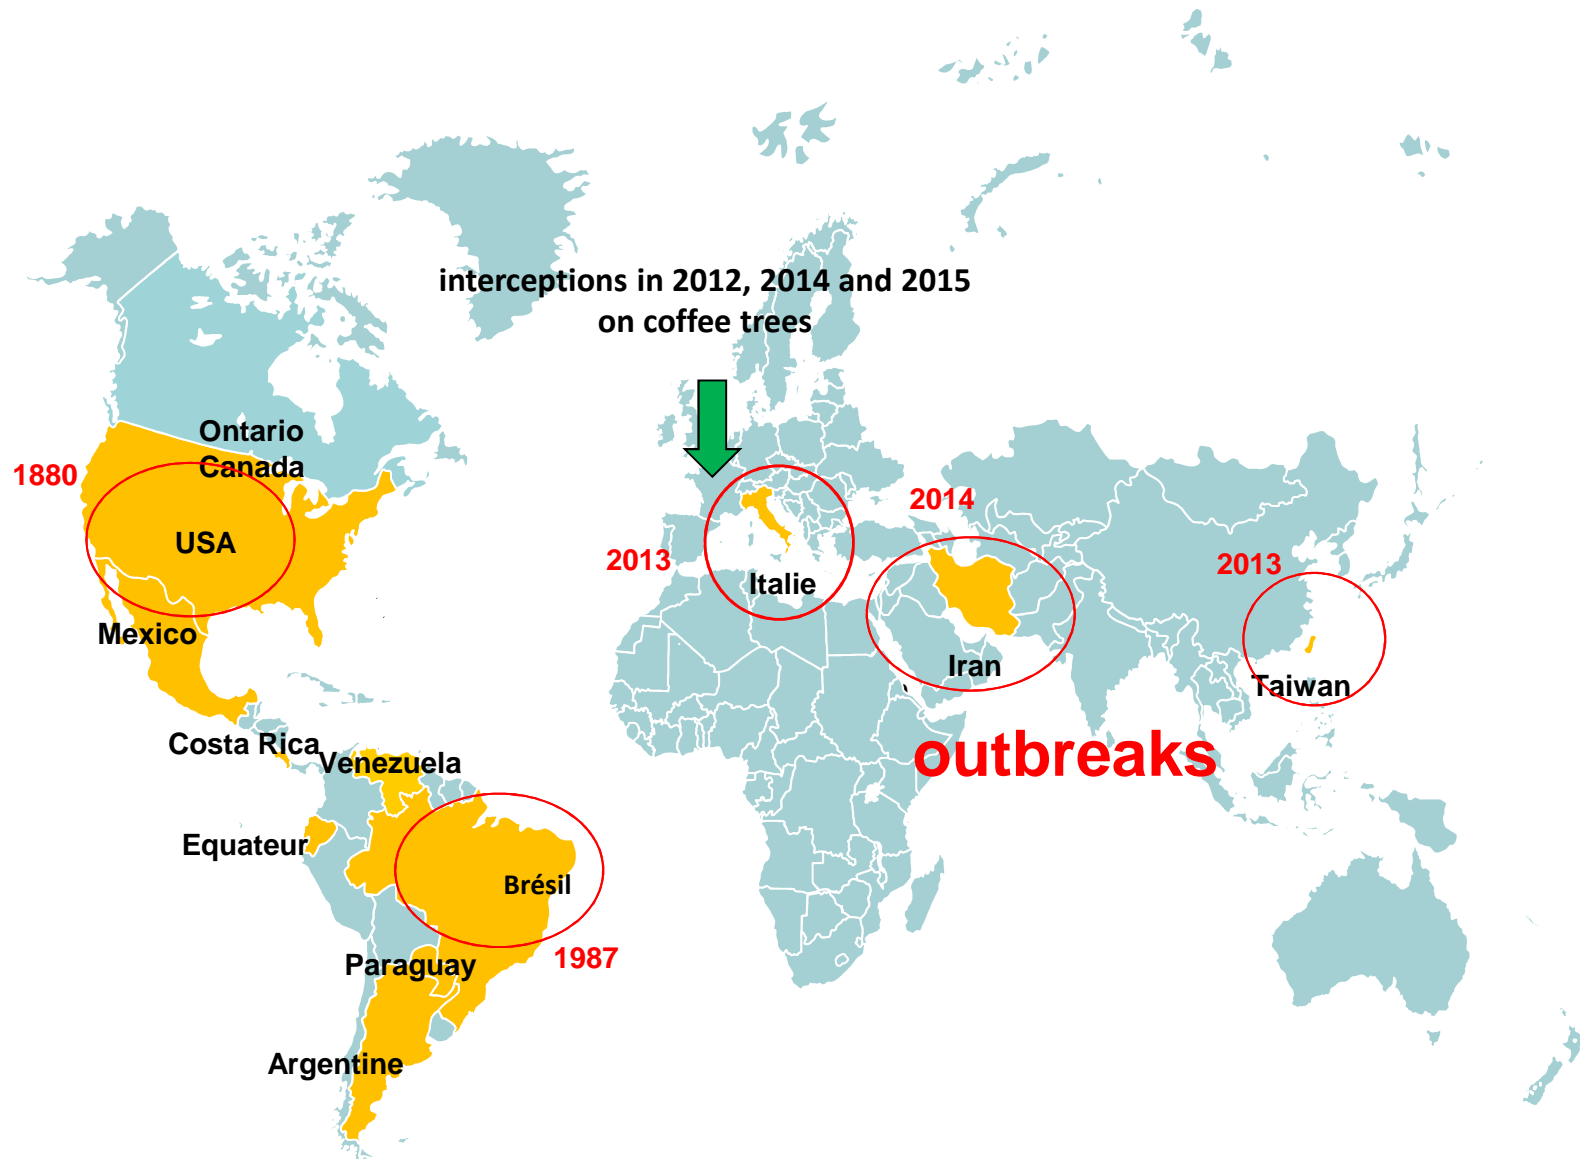 interceptions in 2012, 2014 and 2015
on coffee trees
Ontario
Canada
1880
USA
Mexico
Costa Rica
Venezuela
Equateur
Brésil
1987
Paraguay
Argentine
2013
Italie
2014
Iran
2013
Taiwan
outbreaks